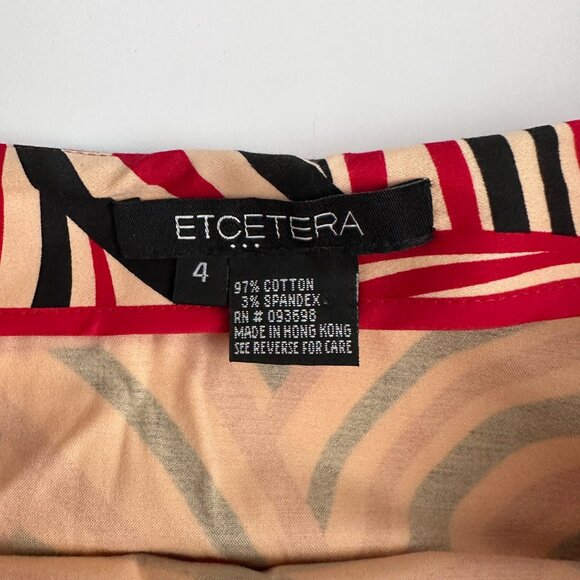 ETCETERA
...
4
97% COTTON
3% SPANDEX
RN # 093698
MADE IN HONG KONG
SEE REVERSE FOR CARE